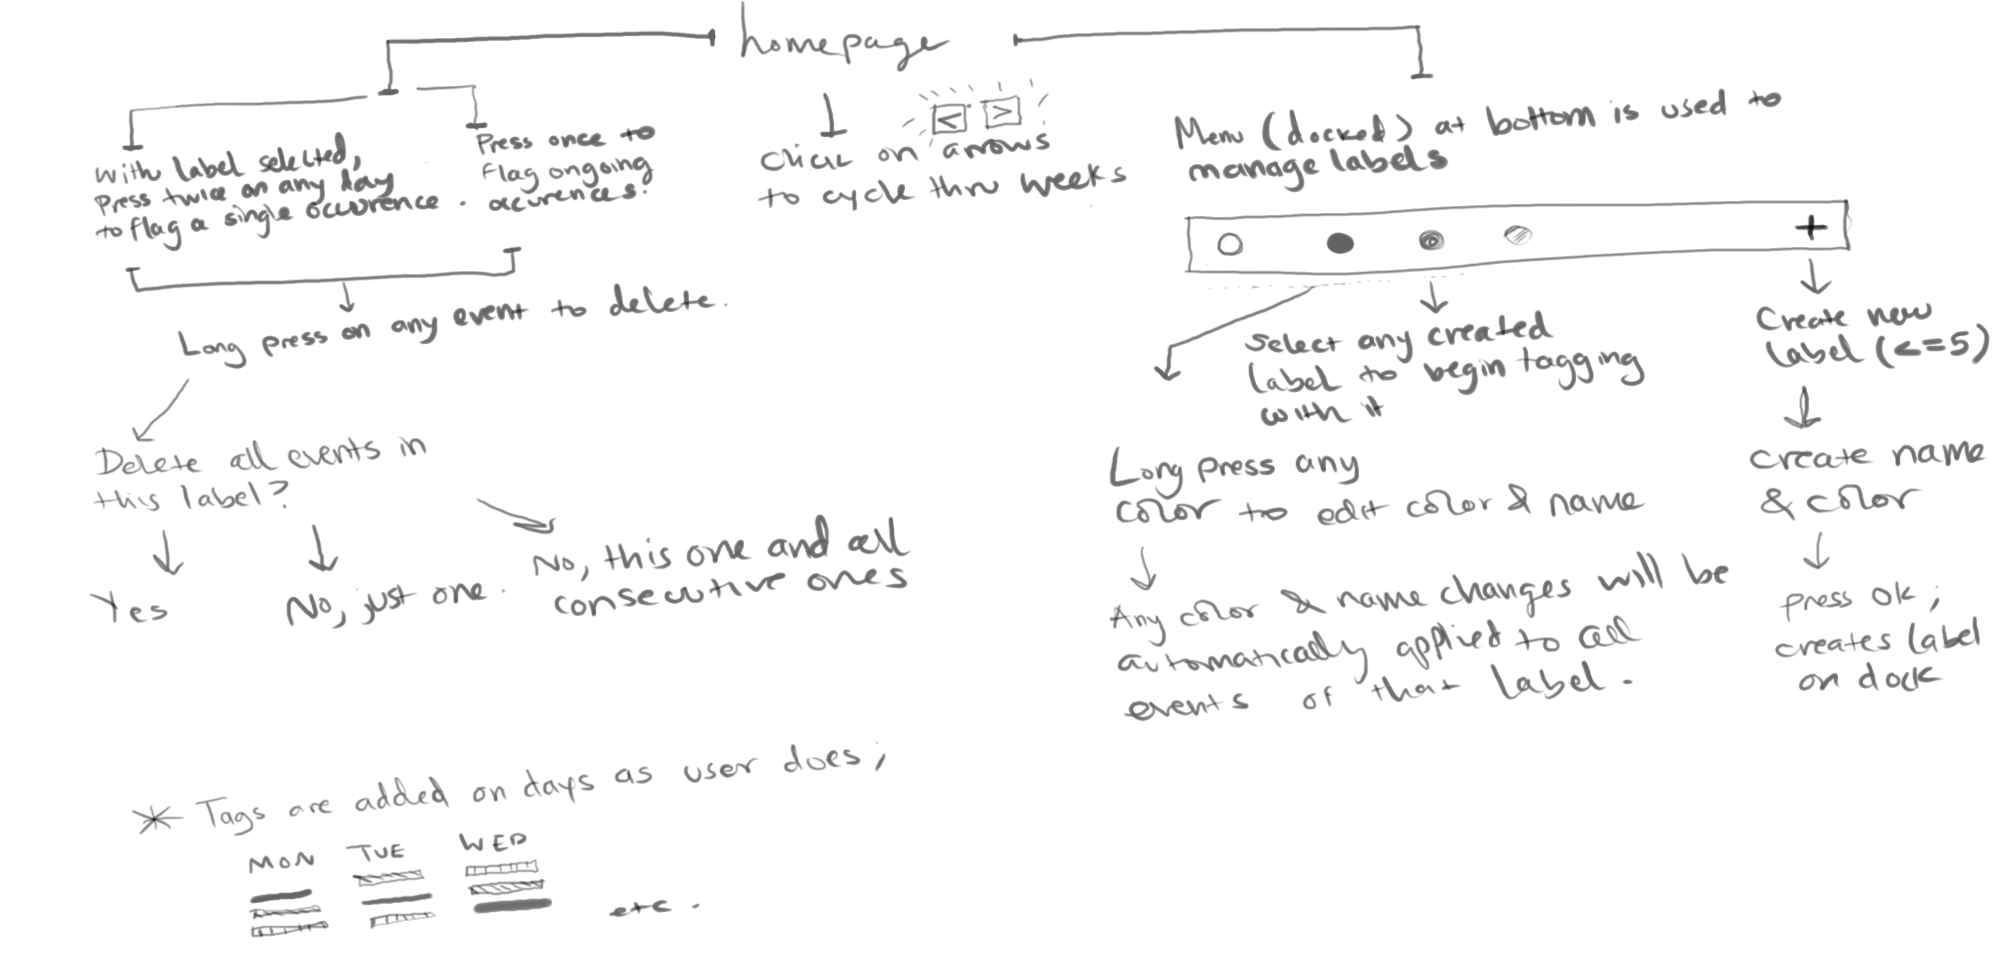 homepage
With label selected,
Press twice on any day
to flag a single occurence.
Press once to
flag ongoing
occurences.
< >
Click on arrows
to cycle thru weeks
Menu (docked) at bottom is used to
manage labels
+
Long press on any event to delete.
Delete all events in
this label?
Yes
No, just one.
No, this one and all
consecutive ones
Select any created
label to begin tagging
with it
Create new
label (<=5)
Long press any
color to edit color & name
Create name
& color
Any color & name changes will be
automatically applied to all
events of that label.
press ok;
creates label
on dock
* Tags are added on days as user does;
MON TUE WED
etc.